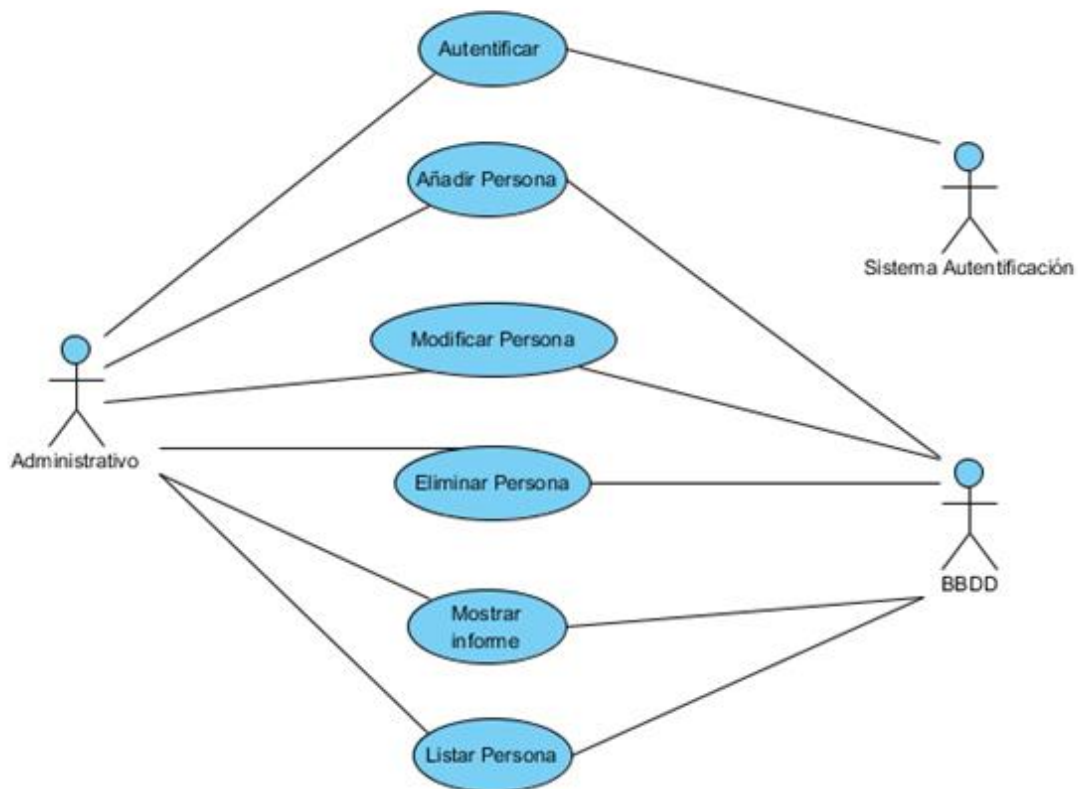 Autentificar
Añadir Persona
Sistema Autentificación
Modificar Persona
Administrativo
Eliminar Persona
BBDD
Mostrar
informe
Listar Persona